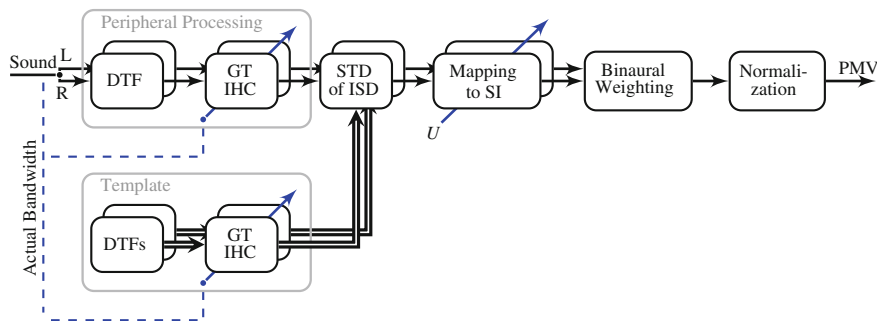 Peripheral Processing
Sound
L
R
DTF
GT
IHC
STD
of ISD
Mapping
to SI
U
Binaural
Weighting
Normali-
zation
PMV
Actual Bandwidth
Template
DTFs
GT
IHC